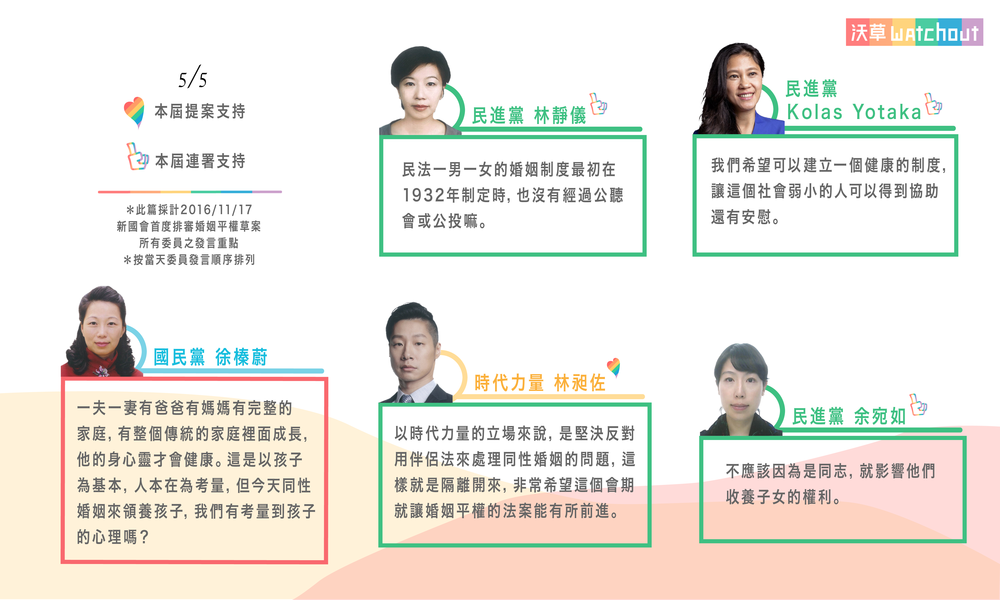 沃草 watchout
5/5
本屆提案支持
本屆連署支持
＊此篇採計2016/11/17
新國會首度排審婚姻平權草案
所有委員之發言重點
＊按當天委員發言順序排列
民進黨 林靜儀
民法一男一女的婚姻制度最初在
1932年制定時, 也沒有經過公聽
會或公投嘛。
民進黨
Kolas Yotaka
我們希望可以建立一個健康的制度,
讓這個社會弱小的人可以得到協助
還有安慰。
國民黨 徐榛蔚
一夫一妻有爸爸有媽媽有完整的
家庭, 有整個傳統的家庭裡面成長,
他的身心靈才會健康。這是以孩子
為基本, 人本在為考量, 但今天同性
婚姻來領養孩子, 我們有考量到孩子
的心理嗎？
時代力量 林昶佐
以時代力量的立場來說, 是堅決反對
用伴侶法來處理同性婚姻的問題, 這
樣就是隔離開來, 非常希望這個會期
就讓婚姻平權的法案能有所前進。
民進黨 余宛如
不應該因為是同志, 就影響他們
收養子女的權利。